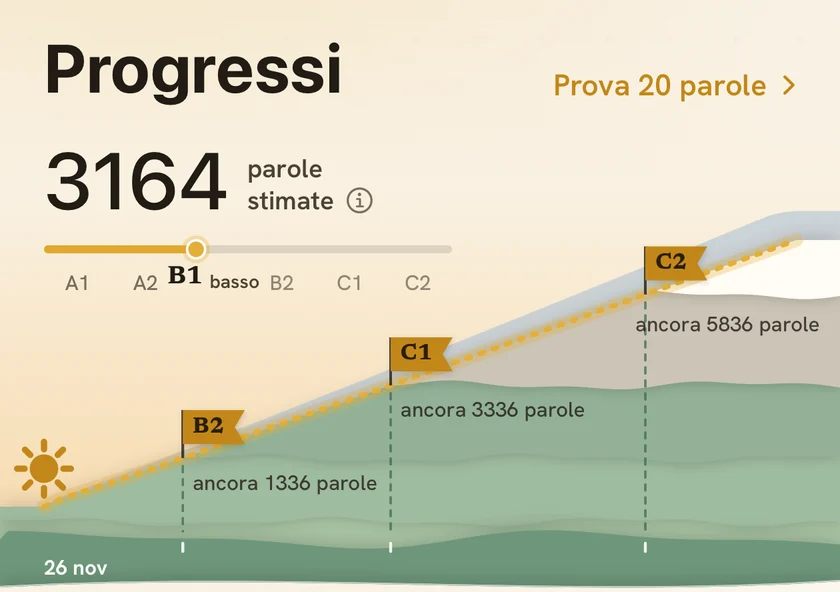 Progressi
Prova 20 parole
3164 parole
stimate
A1 A2 B1 basso B2 C1 C2
C2
ancora 5836 parole
C1
ancora 3336 parole
B2
ancora 1336 parole
26 nov